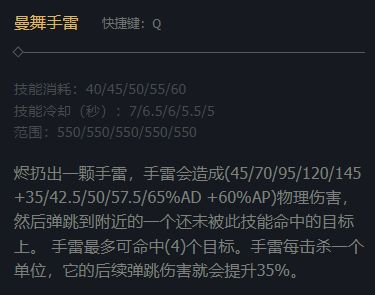 曼舞手雷 快捷键：Q
技能消耗：40/45/50/55/60
技能冷却（秒）：7/6.5/6/5.5/5
范围：550/550/550/550/550
烬扔出一颗手雷，手雷会造成(45/70/95/120/145
+35/42.5/50/57.5/65%AD +60%AP)物理伤害，
然后弹跳到附近的一个还未被此技能命中的目标
上。 手雷最多可命中(4)个目标。手雷每击杀一个
单位，它的后续弹跳伤害就会提升35%。